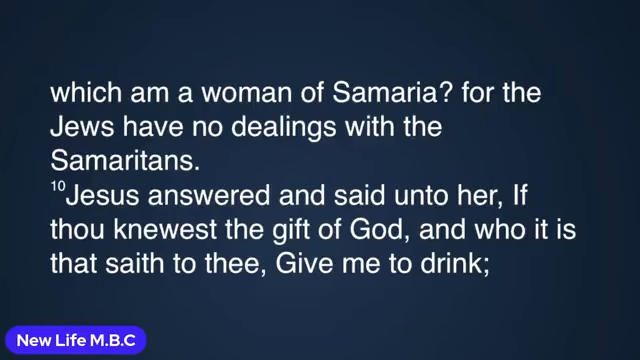 which am a woman of Samaria? for the
Jews have no dealings with the
Samaritans.
10Jesus answered and said unto her, If
thou knewest the gift of God, and who it is
that saith to thee, Give me to drink;
New Life M.B.C